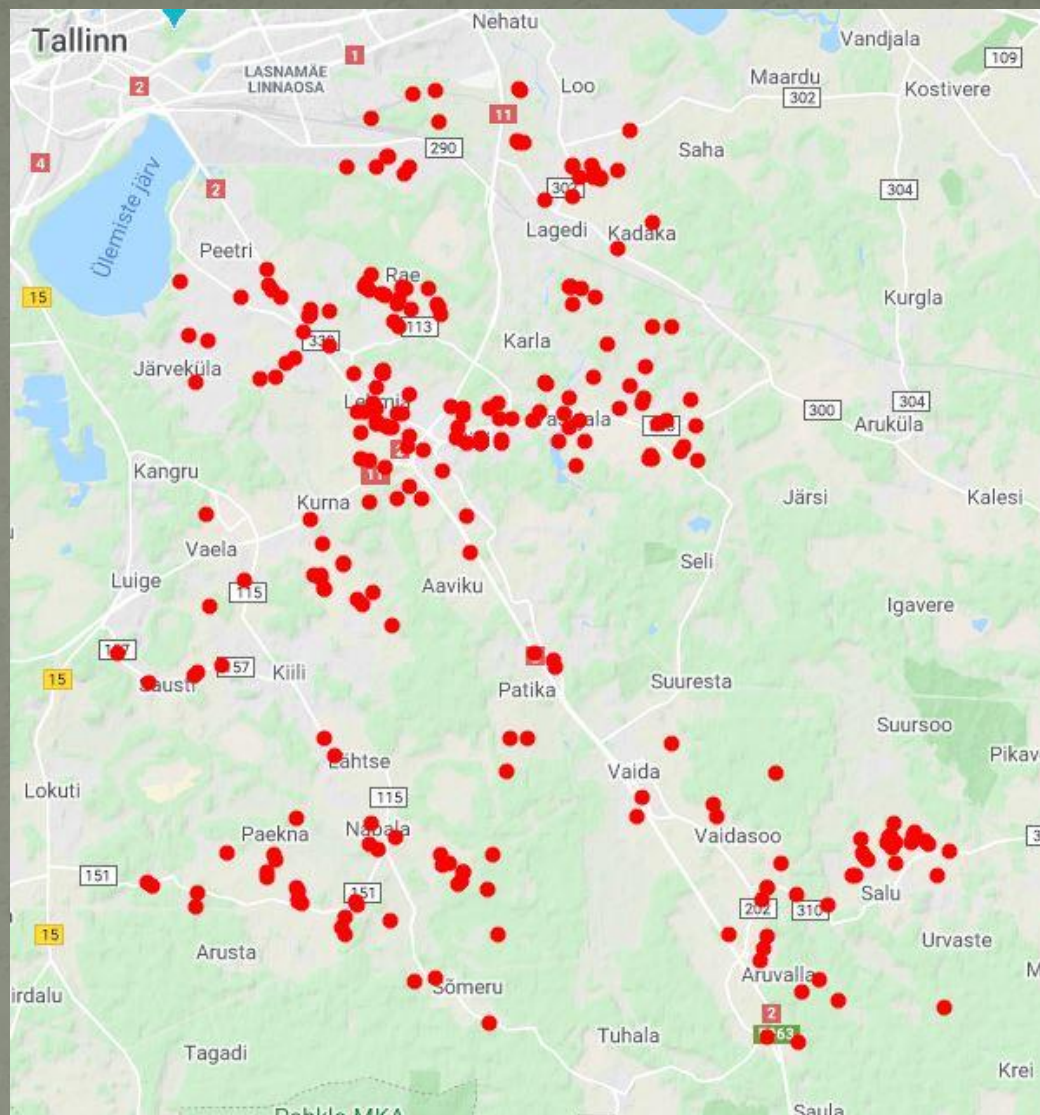 Nehatu
Tallinn
Vandjala
1
109
LASNAMÄE
LINNAOSA
2
Loo
Maardu
302
Kostivere
11
290
4
Saha
2
304
Ülemiste järv
Lagedi
Kadaka
Peetri
Rae
15
Kurgla
113
Karla
Järveküla
304
300
Aruküla
Kangru
11
Kurna
Järsi
Kalesi
Vaela
Seli
Luige
115
Aaviku
Igavere
15
Kiili
Patika
Suuresta
Suursoo
Lähtse
Vaida
Lokuti
115
Paekna
Nabala
Vaidasoo
151
151
202
310
Salu
15
Arusta
Urvaste
Aruvalla
Sõmeru
2
Tuhala
Tagadi
Krei
Saula